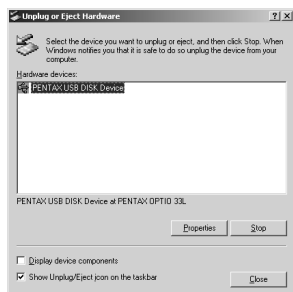 Unplug or Eject Hardware
Select the device you want to unplug or eject, and then click Stop. When
Windows notifies you that it is safe to do so unplug the device from your
computer.
Hardware devices:
PENTAX USB DISK Device
PENTAX USB DISK Device at PENTAX OPTIO 33L
Properties
Stop
Display device components
Show Unplug/Eject icon on the taskbar
Close